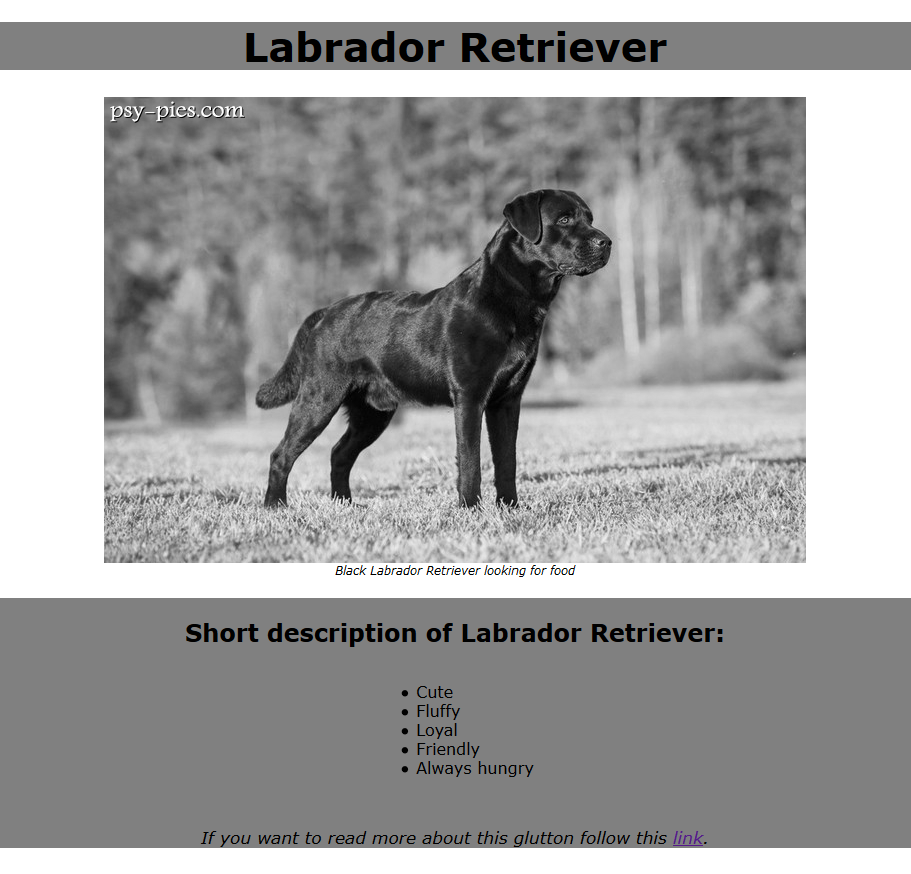 Labrador Retriever
psy-pies.com
Black Labrador Retriever looking for food
Short description of Labrador Retriever:
• Cute
• Fluffy
• Loyal
• Friendly
• Always hungry
If you want to read more about this glutton follow this link.